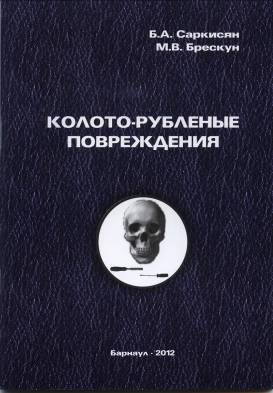 Б.А. Саркисян
М.В. Брескун
КОЛОТО-РУБЛЕНЫЕ
ПОВРЕЖДЕНИЯ
Барнаул - 2012